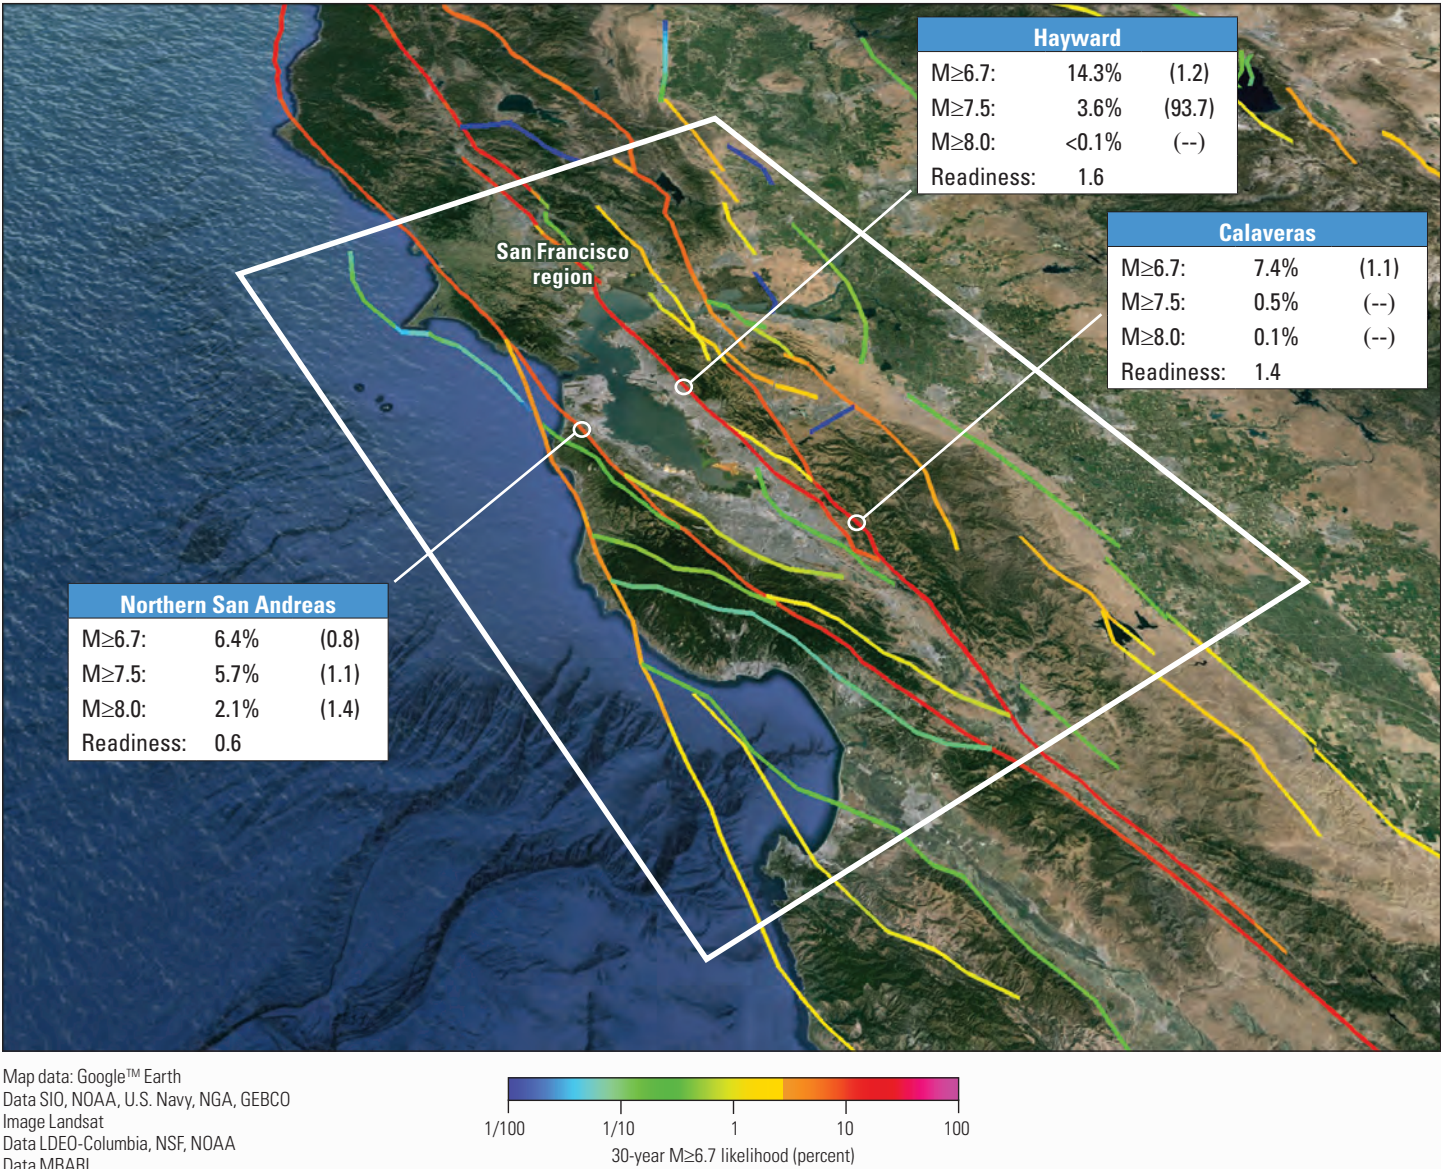 Hayward
M≥6.7: 14.3% (1.2)
M≥7.5: 3.6% (93.7)
M≥8.0: <0.1% (--)
Readiness: 1.6
Calaveras
M≥6.7: 7.4% (1.1)
M≥7.5: 0.5% (--)
M≥8.0: 0.1% (--)
Readiness: 1.4
San Francisco
region
Northern San Andreas
M≥6.7: 6.4% (0.8)
M≥7.5: 5.7% (1.1)
M≥8.0: 2.1% (1.4)
Readiness: 0.6
Map data: Google™ Earth
Data SIO, NOAA, U.S. Navy, NGA, GEBCO
Image Landsat
Data LDEO-Columbia, NSF, NOAA
Data MBARI
1/100 1/10 1 10 100
30-year M≥6.7 likelihood (percent)